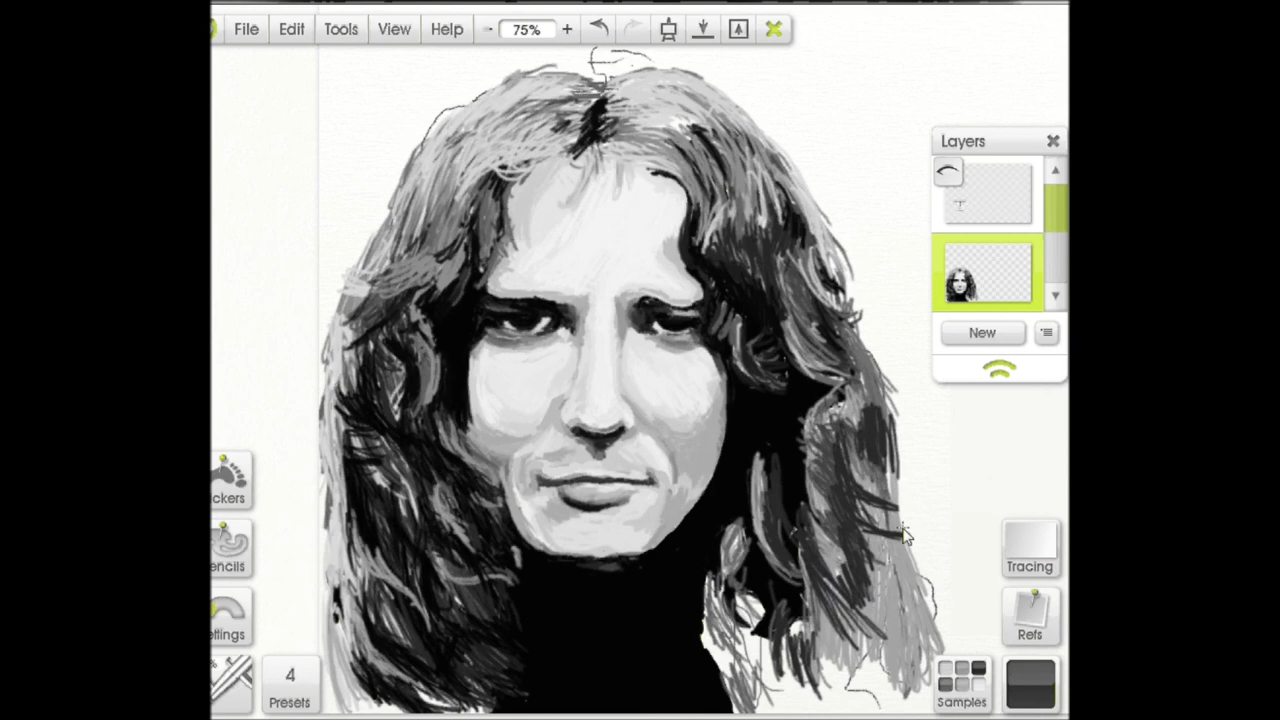 File Edit Tools View Help - 75% +
Layers
New
ckers
encils
ettings
%
4
Presets
Tracing
Refs
Samples